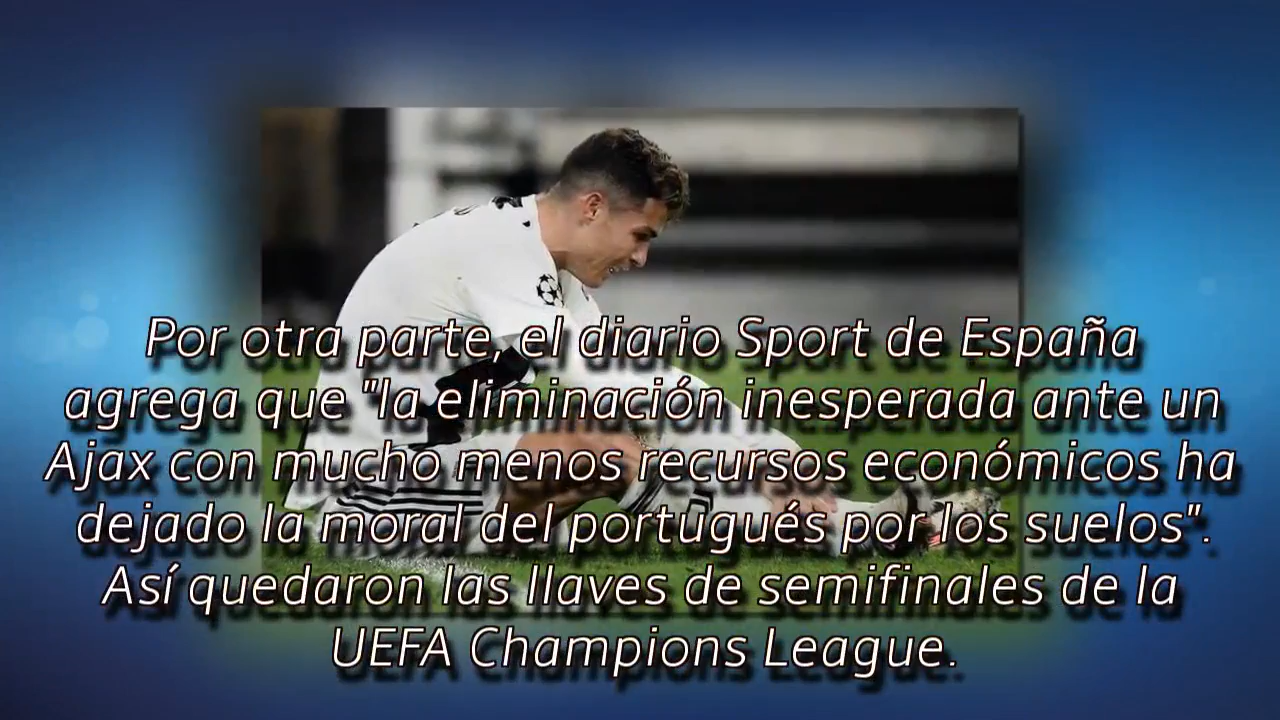 Por otra parte, el diario Sport de España
agrega que "la eliminación inesperada ante un
Ajax con mucho menos recursos económicos ha
dejado la moral del portugués por los suelos".
Así quedaron las llaves de semifinales de la
UEFA Champions League.